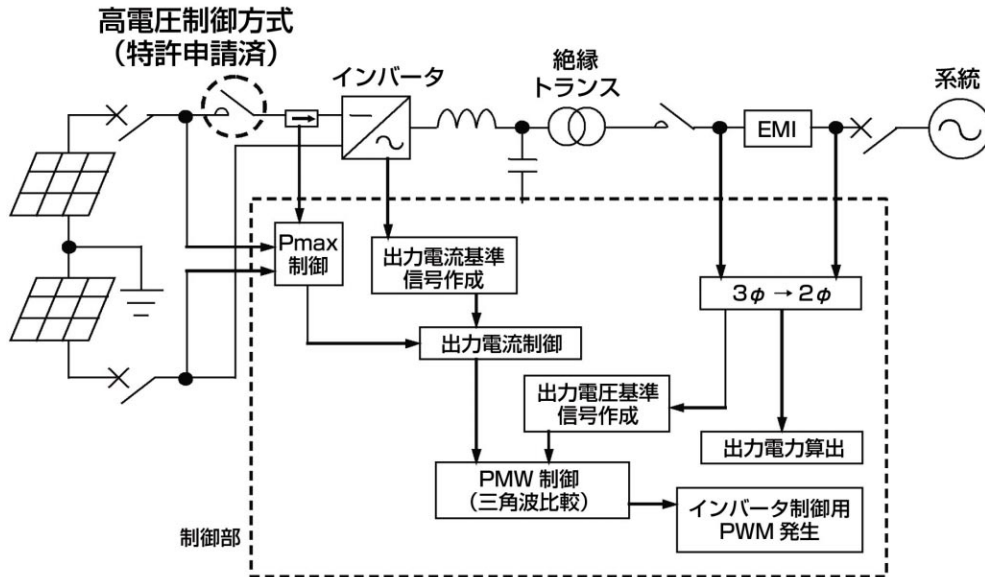 高電圧制御方式
（特許申請済）
インバータ
絶縁
トランス
系統
EMI
Pmax
制御
出力電流基準
信号作成
3φ → 2φ
出力電流制御
出力電圧基準
信号作成
出力電力算出
PMW 制御
（三角波比較）
インバータ制御用
PWM 発生
制御部